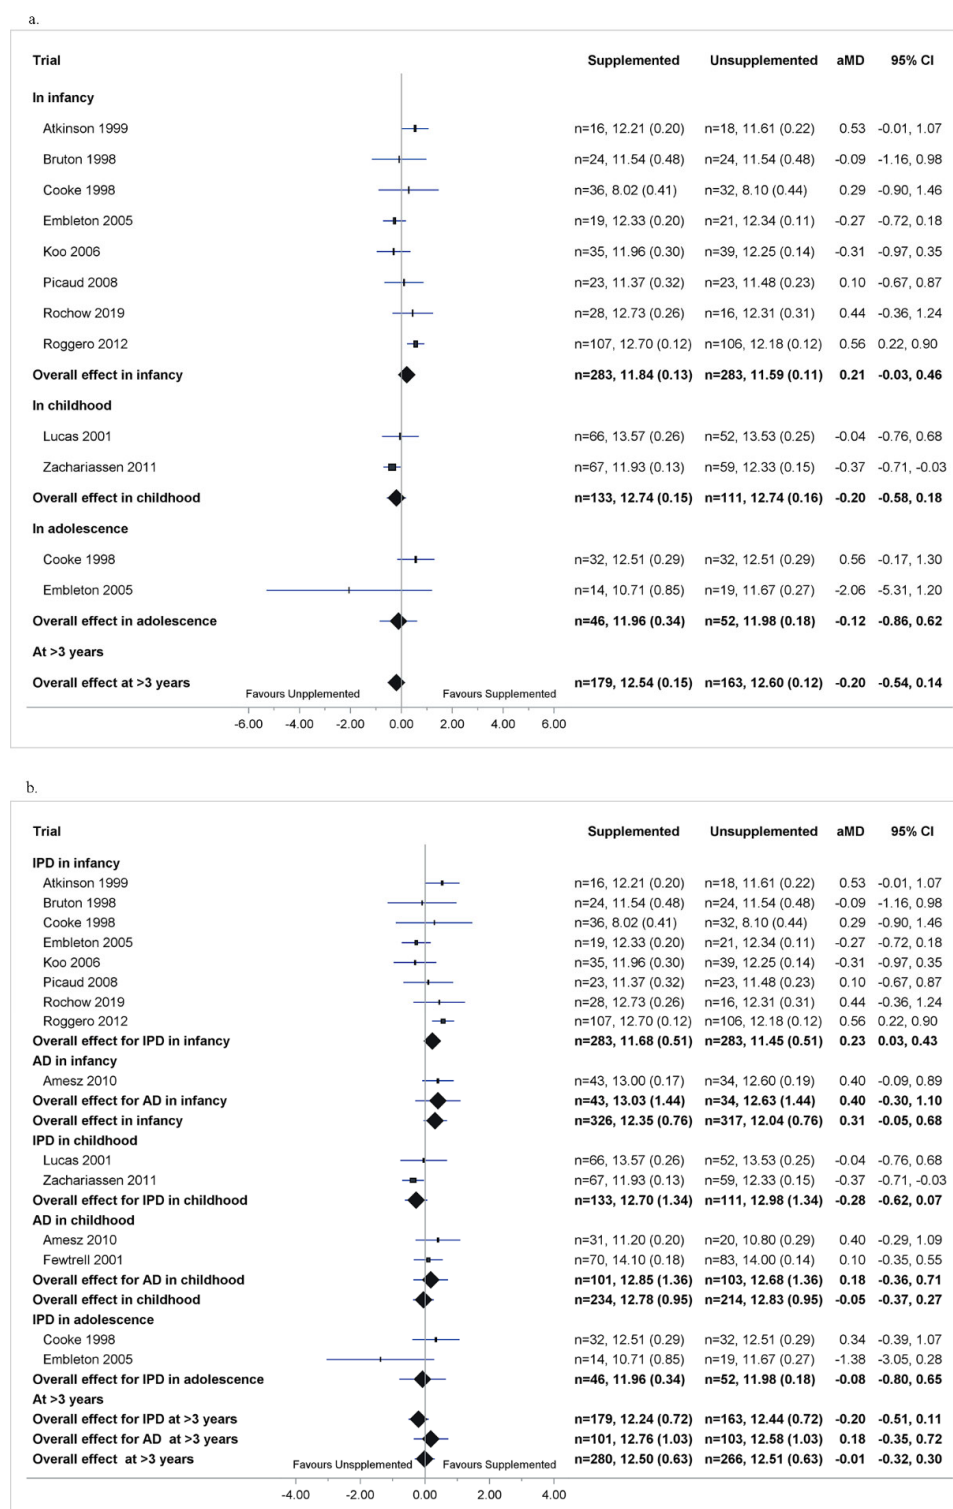 a.
Trial Supplemented Unsupplemented aMD 95% CI
In infancy
Atkinson 1999 n=16, 12.21 (0.20) n=18, 11.61 (0.22) 0.53 -0.01, 1.07
Bruton 1998 n=24, 11.54 (0.48) n=24, 11.54 (0.48) -0.09 -1.16, 0.98
Cooke 1998 n=36, 8.02 (0.41) n=32, 8.10 (0.44) 0.29 -0.90, 1.46
Embleton 2005 n=19, 12.33 (0.20) n=21, 12.34 (0.11) -0.27 -0.72, 0.18
Koo 2006 n=35, 11.96 (0.30) n=39, 12.25 (0.14) -0.31 -0.97, 0.35
Picaud 2008 n=23, 11.37 (0.32) n=23, 11.48 (0.23) 0.10 -0.67, 0.87
Rochow 2019 n=28, 12.73 (0.26) n=16, 12.31 (0.31) 0.44 -0.36, 1.24
Roggero 2012 n=107, 12.70 (0.12) n=106, 12.18 (0.12) 0.56 0.22, 0.90
Overall effect in infancy n=283, 11.84 (0.13) n=283, 11.59 (0.11) 0.21 -0.03, 0.46
In childhood
Lucas 2001 n=66, 13.57 (0.26) n=52, 13.53 (0.25) -0.04 -0.76, 0.68
Zachariassen 2011 n=67, 11.93 (0.13) n=59, 12.33 (0.15) -0.37 -0.71, -0.03
Overall effect in childhood n=133, 12.74 (0.15) n=111, 12.74 (0.16) -0.20 -0.58, 0.18
In adolescence
Cooke 1998 n=32, 12.51 (0.29) n=32, 12.51 (0.29) 0.56 -0.17, 1.30
Embleton 2005 n=14, 10.71 (0.85) n=19, 11.67 (0.27) -2.06 -5.31, 1.20
Overall effect in adolescence n=46, 11.96 (0.34) n=52, 11.98 (0.18) -0.12 -0.86, 0.62
At >3 years
Overall effect at >3 years n=179, 12.54 (0.15) n=163, 12.60 (0.12) -0.20 -0.54, 0.14
Favours Unpplemented Favours Supplemented
-6.00 -4.00 -2.00 0.00 2.00 4.00 6.00
b.
Trial Supplemented Unsupplemented aMD 95% CI
IPD in infancy
Atkinson 1999 n=16, 12.21 (0.20) n=18, 11.61 (0.22) 0.53 -0.01, 1.07
Bruton 1998 n=24, 11.54 (0.48) n=24, 11.54 (0.48) -0.09 -1.16, 0.98
Cooke 1998 n=36, 8.02 (0.41) n=32, 8.10 (0.44) 0.29 -0.90, 1.46
Embleton 2005 n=19, 12.33 (0.20) n=21, 12.34 (0.11) -0.27 -0.72, 0.18
Koo 2006 n=35, 11.96 (0.30) n=39, 12.25 (0.14) -0.31 -0.97, 0.35
Picaud 2008 n=23, 11.37 (0.32) n=23, 11.48 (0.23) 0.10 -0.67, 0.87
Rochow 2019 n=28, 12.73 (0.26) n=16, 12.31 (0.31) 0.44 -0.36, 1.24
Roggero 2012 n=107, 12.70 (0.12) n=106, 12.18 (0.12) 0.56 0.22, 0.90
Overall effect for IPD in infancy n=283, 11.68 (0.51) n=283, 11.45 (0.51) 0.23 0.03, 0.43
AD in infancy
Amesz 2010 n=43, 13.00 (0.17) n=34, 12.60 (0.19) 0.40 -0.09, 0.89
Overall effect for AD in infancy n=43, 13.03 (1.44) n=34, 12.63 (1.44) 0.40 -0.30, 1.10
Overall effect in infancy n=326, 12.35 (0.76) n=317, 12.04 (0.76) 0.31 -0.05, 0.68
IPD in childhood
Lucas 2001 n=66, 13.57 (0.26) n=52, 13.53 (0.25) -0.04 -0.76, 0.68
Zachariassen 2011 n=67, 11.93 (0.13) n=59, 12.33 (0.15) -0.37 -0.71, -0.03
Overall effect for IPD in childhood n=133, 12.70 (1.34) n=111, 12.98 (1.34) -0.28 -0.62, 0.07
AD in childhood
Amesz 2010 n=31, 11.20 (0.20) n=20, 10.80 (0.29) 0.40 -0.29, 1.09
Fewtrell 2001 n=70, 14.10 (0.18) n=83, 14.00 (0.14) 0.10 -0.35, 0.55
Overall effect for AD in childhood n=101, 12.85 (1.36) n=103, 12.68 (1.36) 0.18 -0.36, 0.71
Overall effect in childhood n=234, 12.78 (0.95) n=214, 12.83 (0.95) -0.05 -0.37, 0.27
IPD in adolescence
Cooke 1998 n=32, 12.51 (0.29) n=32, 12.51 (0.29) 0.34 -0.39, 1.07
Embleton 2005 n=14, 10.71 (0.85) n=19, 11.67 (0.27) -1.38 -3.05, 0.28
Overall effect for IPD in adolescence n=46, 11.96 (0.34) n=52, 11.98 (0.18) -0.08 -0.80, 0.65
At >3 years
Overall effect for IPD at >3 years n=179, 12.24 (0.72) n=163, 12.44 (0.72) -0.20 -0.51, 0.11
Overall effect for AD at >3 years n=101, 12.76 (1.03) n=103, 12.58 (1.03) 0.18 -0.35, 0.72
Overall effect at >3 years n=280, 12.50 (0.63) n=266, 12.51 (0.63) -0.01 -0.32, 0.30
Favours Unspplemented Favours Supplemented
-4.00 -2.00 0.00 2.00 4.00